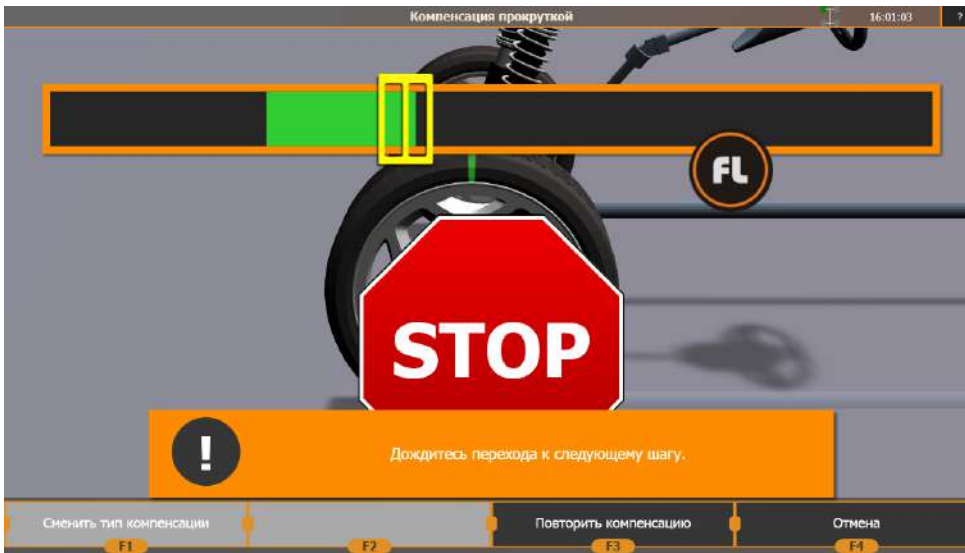 Компенсация прокруткой
16:01:03
?
FL
STOP
!
Дождитесь перехода к следующему шагу.
Сменить тип компенсации
Повторить компенсацию
Отмена
F1
F2
F3
F4